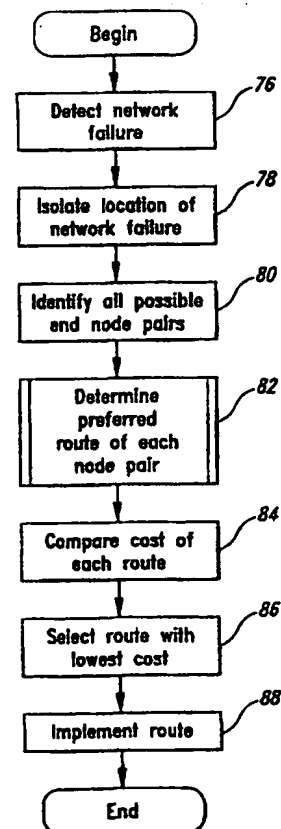 Begin
76
Detect network
failure
78
Isolate location of
network failure
80
Identify all possible
end node pairs
82
Determine
preferred
route of each
node pair
84
Compare cost of
each route
86
Select route with
lowest cost
88
Implement route
End